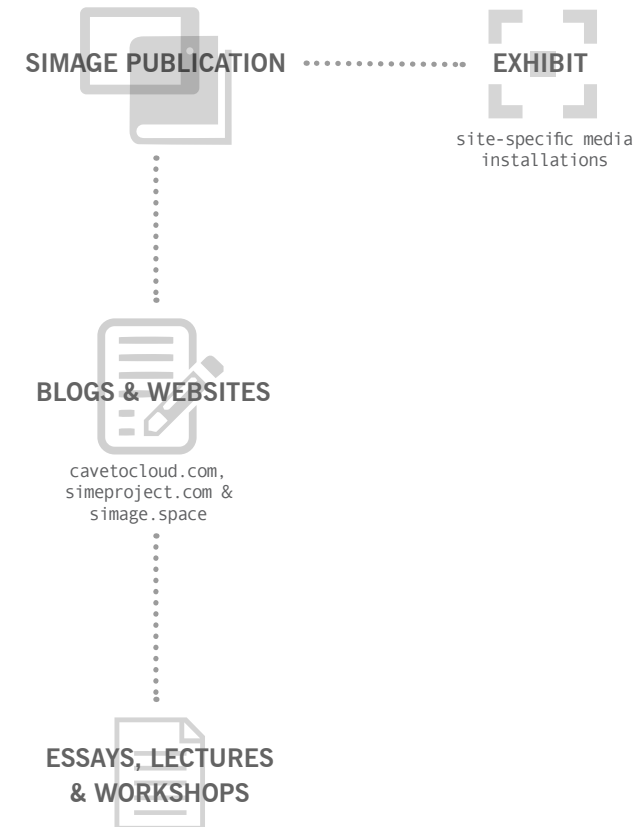 SIMAGE PUBLICATION
EXHIBIT
site-specific media
installations
BLOGS & WEBSITES
cavetocloud.com,
simeproject.com &
simage.space
ESSAYS, LECTURES
& WORKSHOPS